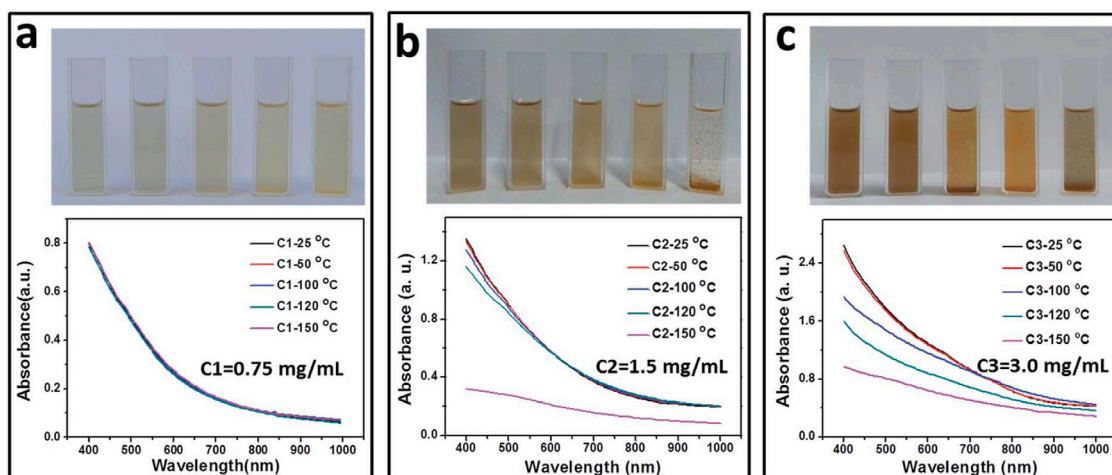 a
0.8
0.6
0.4
0.2
0.0
Absorbance(a.u.)
C1-25 °C
C1-50 °C
C1-100 °C
C1-120 °C
C1-150 °C
C1=0.75 mg/mL
400 500 600 700 800 900 1000
Wavelength(nm)
b
1.2
0.8
0.4
0.0
Absorbance (a. u.)
C2-25 °C
C2-50 °C
C2-100 °C
C2-120 °C
C2-150 °C
C2=1.5 mg/mL
400 500 600 700 800 900 1000
Wavelength (nm)
c
2.4
1.6
0.8
0.0
Absorbance (a. u.)
C3-25 °C
C3-50 °C
C3-100 °C
C3-120 °C
C3-150 °C
C3=3.0 mg/mL
400 500 600 700 800 900 1000
Wavelength (nm)